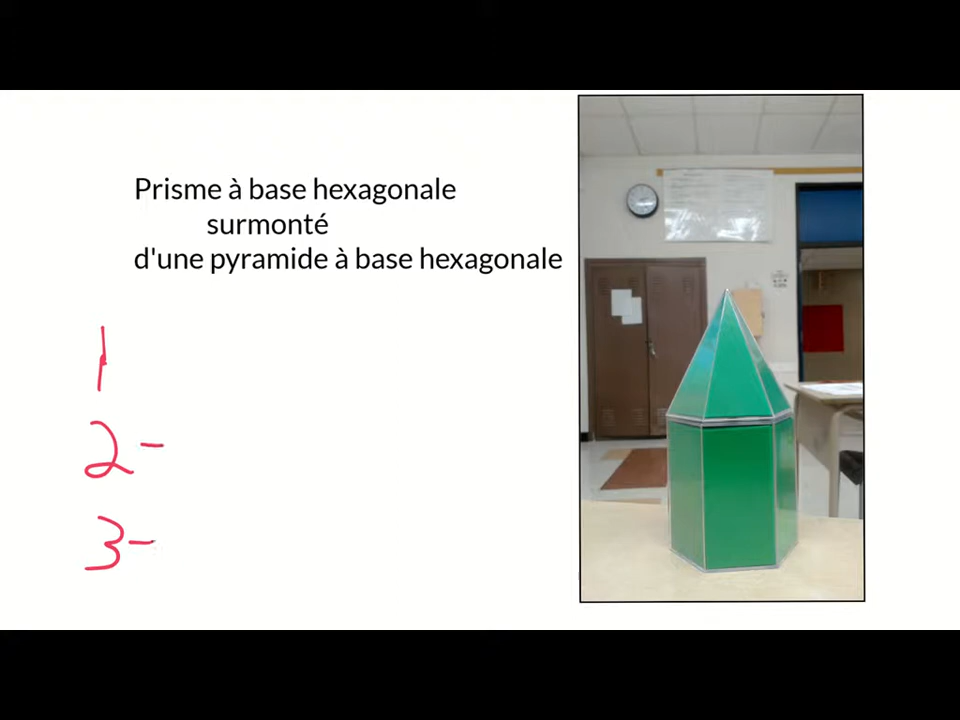 Prisme à base hexagonale
surmonté
d'une pyramide à base hexagonale
1
2 -
3 -